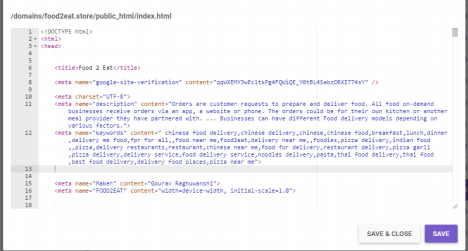 /domains/food2eat.store/public_html/index.html
1 <!DOCTYPE html>
2 <html>
3 <head>
4
5
6 <title>Food 2 Eat</title>
7
8 <meta name="google-site-verification" content=" />
9
10 <meta charset="UTF-8">
11 <meta name="description" content="Orders are customer requests to prepare and deliver food. All food on-demand
businesses receive orders via an app, a website or phone. The orders could be for their own kitchen or another
meal provider they have partnered with. ... Businesses can have different Food delivery models depending on
various factors.">
12 <meta name="keywords" content=" chinese food delivery,chinese delivery,chinese,chinese food,breakfast,lunch,dinner
,delivery me food,fpr for all,,food near me,food2eat,delivery near me,,foodies,pizza delivery,indian food
,,pizza,delivery restaurants,restaurant,chinese near me,food for delivery,restaurant delivery,pizza garli
,pizza delivery,delivery service,food delivery service,noodles delivery,pasta,thai food delivery,thai food
,best food delivery,delivery food places,pizza near me">
13
14
15 <meta name="Maker" content="Gourav Raghuwanshi">
16 <meta name="FOOD2EAT" content="width=device-width, initial-scale=1.0">
17
18
SAVE & CLOSE
SAVE